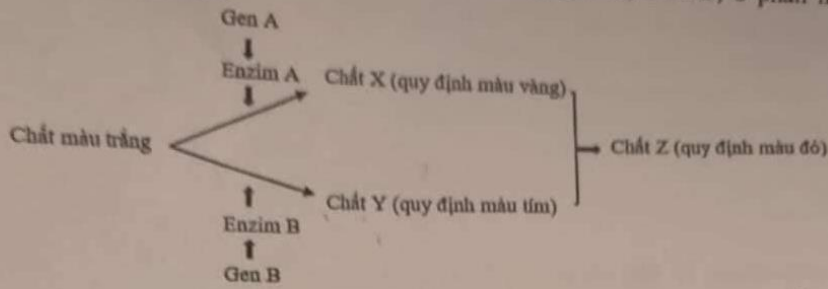 Gen A
Enzim A
Chất X (quy định màu vàng)
Chất màu trắng
Chất Z (quy định màu đỏ)
Chất Y (quy định màu tím)
Enzim B
Gen B